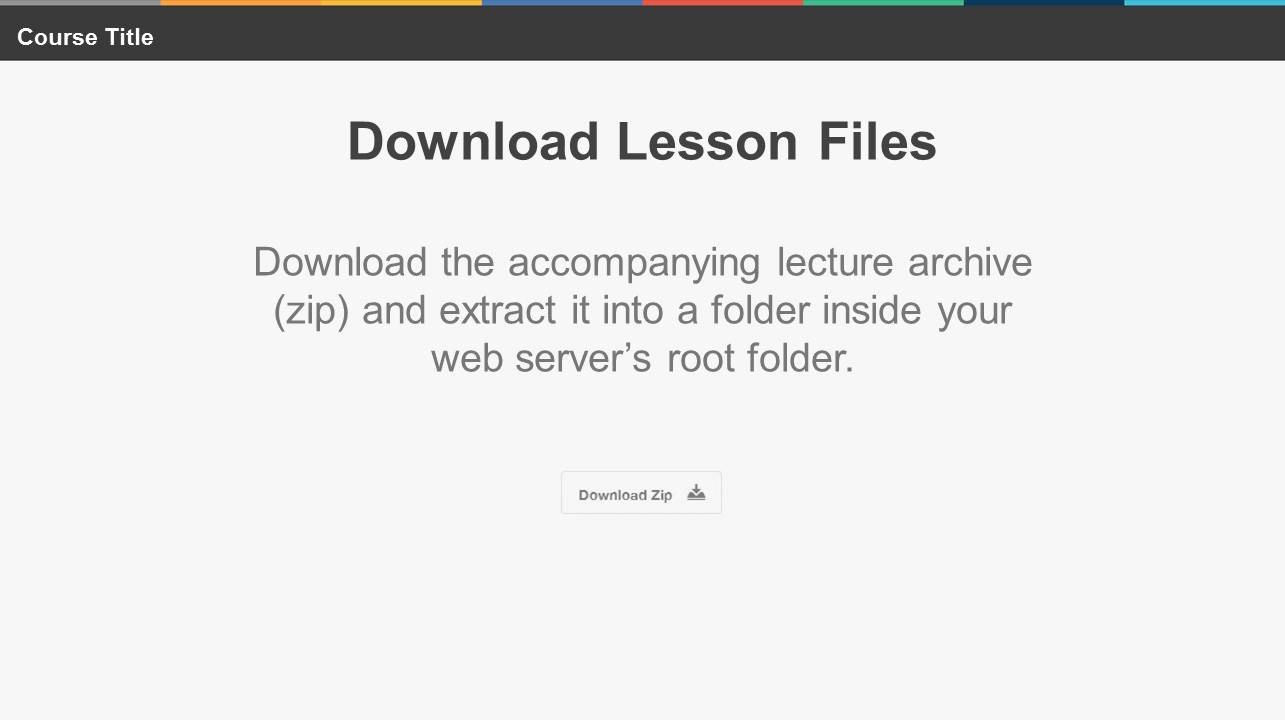 Course Title
Download Lesson Files
Download the accompanying lecture archive
(zip) and extract it into a folder inside your
web server’s root folder.
Download Zip